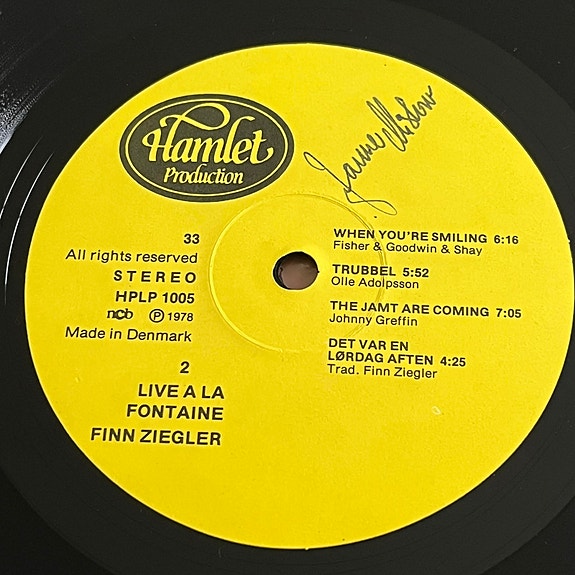 Hamlet
Production
33
All rights reserved
STEREO
HPLP 1005
ncb Ⓟ 1978
Made in Denmark
2
LIVE A LA
FONTAINE
FINN ZIEGLER
WHEN YOU'RE SMILING 6:16
Fisher & Goodwin & Shay
TRUBBEL 5:52
Olle Adolpsson
THE JAMT ARE COMING 7:05
Johnny Greffin
DET VAR EN
LØRDAG AFTEN 4:25
Trad. Finn Ziegler